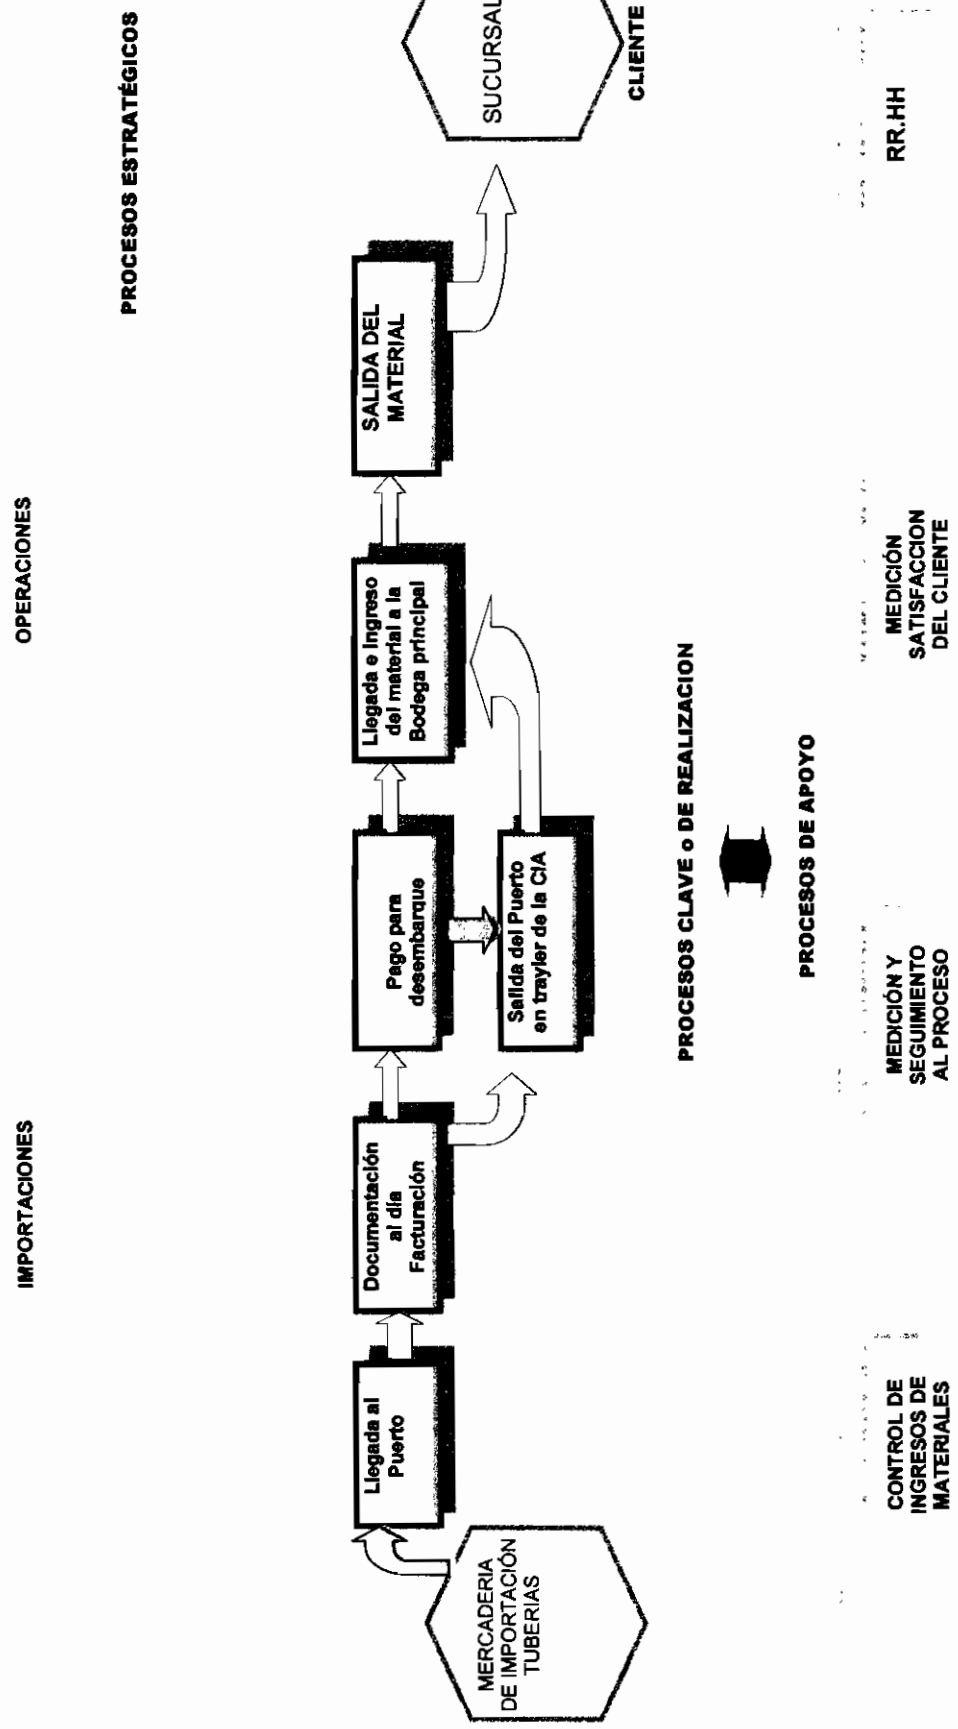 IMPORTACIONES
OPERACIONES
PROCESOS ESTRATÉGICOS
MERCADERIA
DE IMPORTACIÓN
TUBERIAS
Llegada al
Puerto
Documentación
al día
Facturación
Pago para
desembarque
Salida del Puerto
en trayler de la CIA
Llegada e Ingreso
del material a la
Bodega principal
SALIDA DEL
MATERIAL
SUCURSAL
CLIENTE
PROCESOS CLAVE o DE REALIZACION
PROCESOS DE APOYO
CONTROL DE
INGRESOS DE
MATERIALES
MEDICIÓN Y
SEGUIMIENTO
AL PROCESO
MEDICIÓN
SATISFACCION
DEL CLIENTE
RR.HH